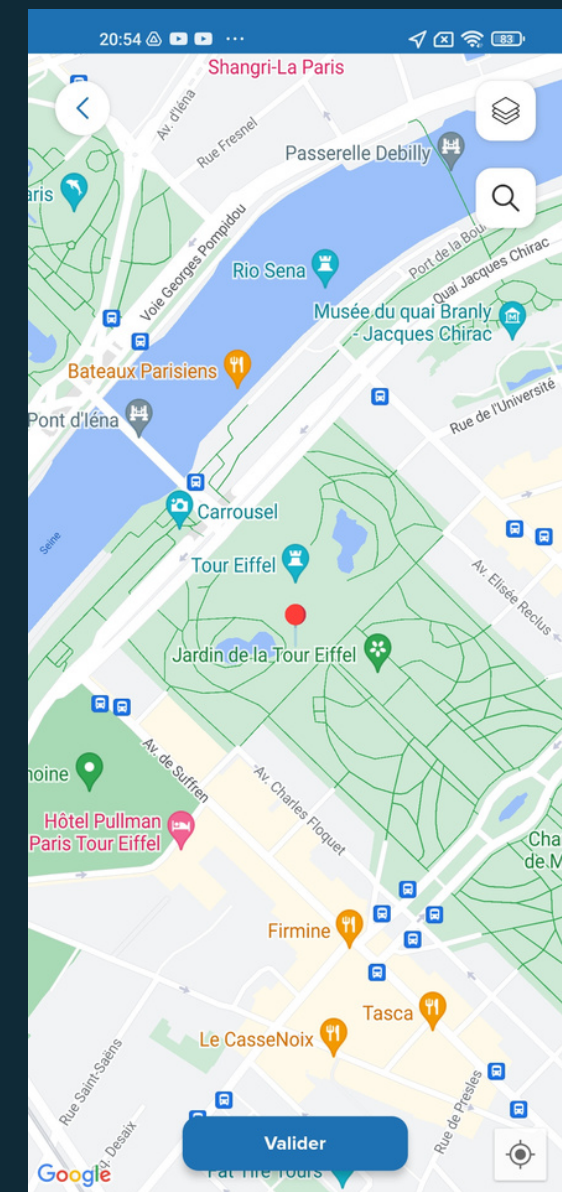 20:54
83
Shangri-La Paris
Av. d'Iéna
Rue Fresnel
Passerelle Debilly
aris
Voie Georges Pompidou
Port de la Bou
Quai Jacques Chirac
Rio Sena
Musée du quai Branly
- Jacques Chirac
Bateaux Parisiens
Rue de l'Université
Pont d'Iéna
Carrousel
Seine
Tour Eiffel
Av. Elisée Reclus
Jardin de la Tour Eiffel
Av. de Suffren
moine
Av. Charles Floquet
Hôtel Pullman
Paris Tour Eiffel
Cha
de M
Firmine
Tasca
Le CasseNoix
Rue Saint-Saëns
Rue de Presles
Sq. Desaix
Valider
Google
Fat Tire Tours